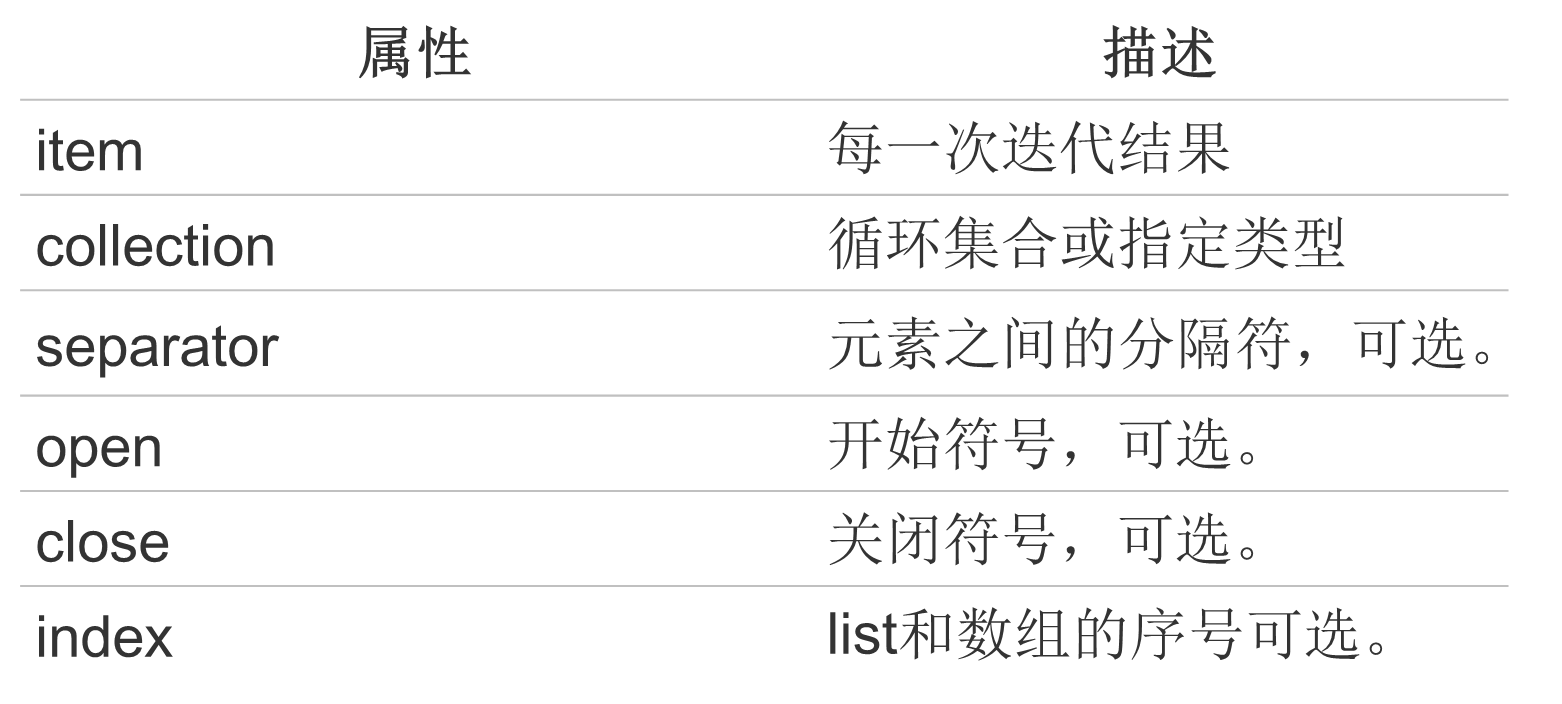 属性 描述
item 每一次迭代结果
collection 循环集合或指定类型
separator 元素之间的分隔符，可选。
open 开始符号，可选。
close 关闭符号，可选。
index list和数组的序号可选。